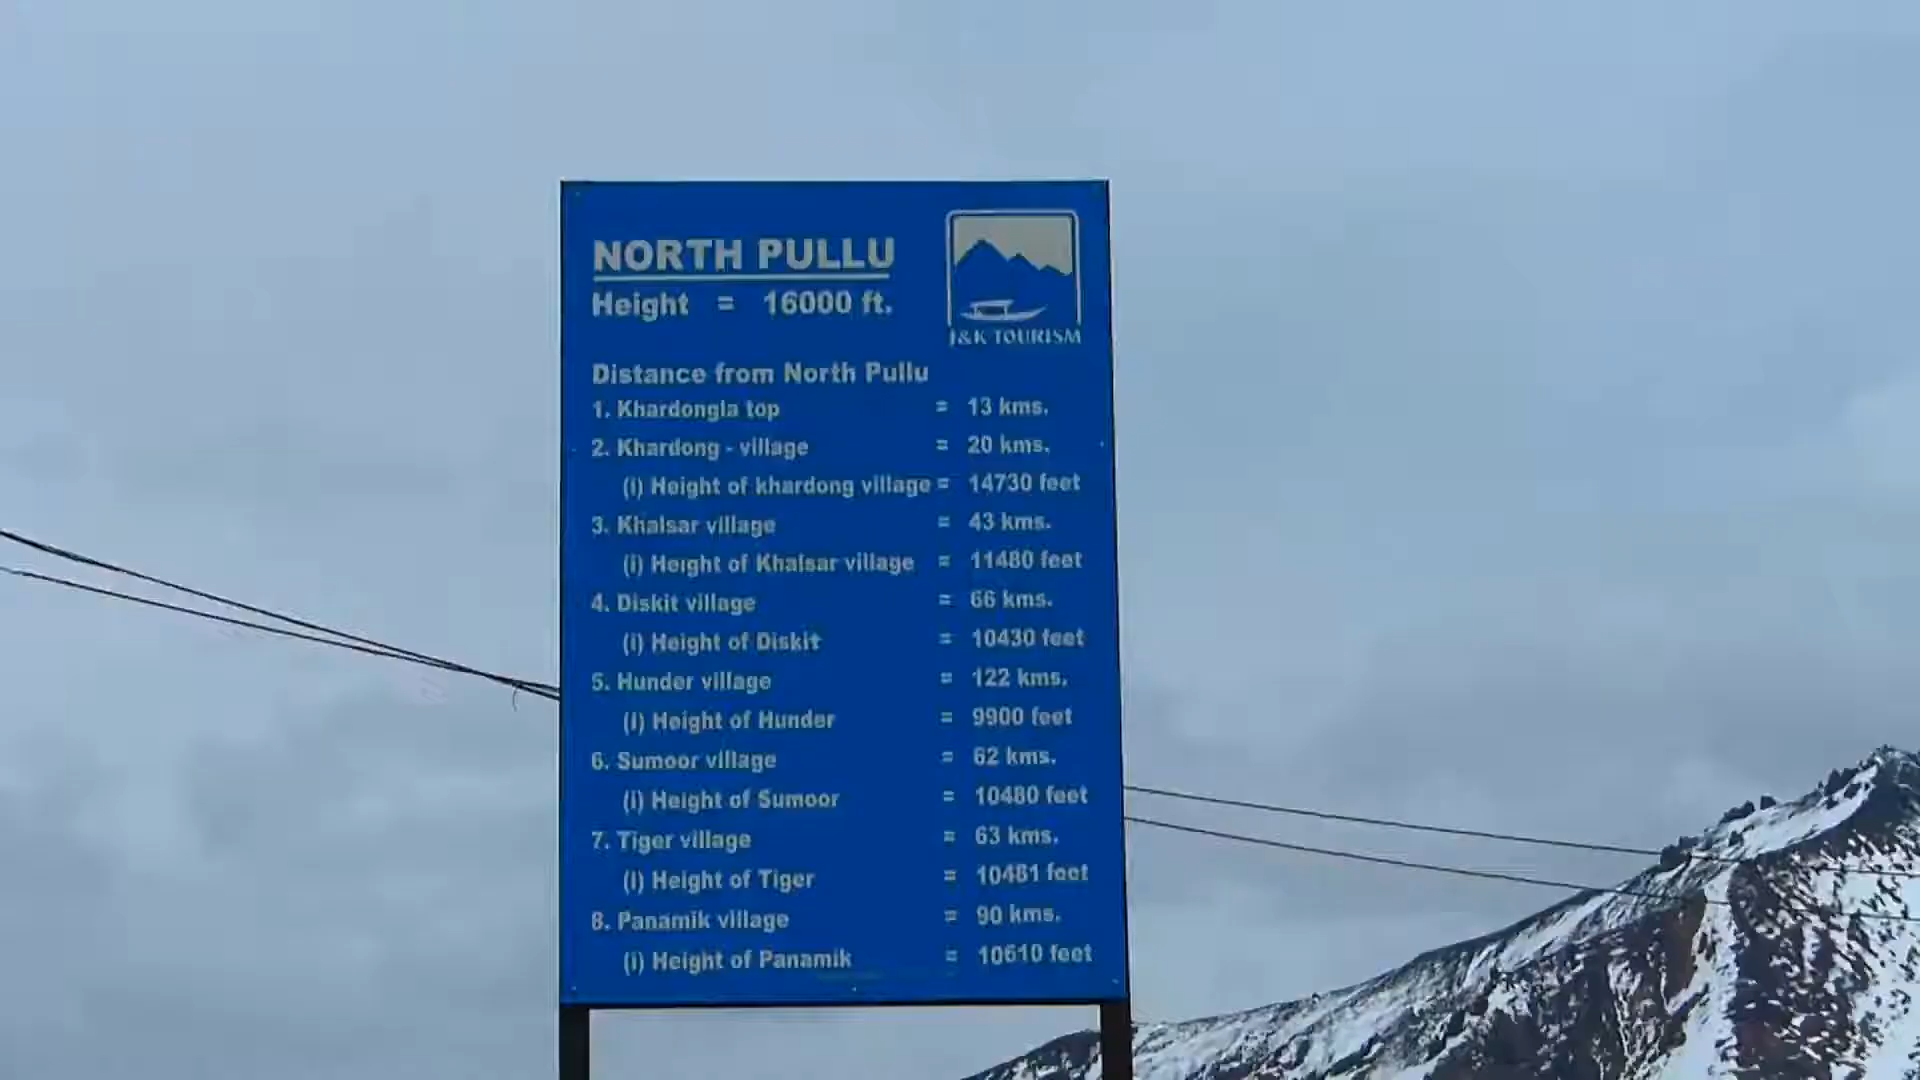 NORTH PULLU
Height = 16000 ft.
J&K TOURISM
Distance from North Pullu
1. Khardongla top = 13 kms.
2. Khardong - village = 20 kms.
(i) Height of khardong village = 14730 feet
3. Khalsar village = 43 kms.
(i) Height of Khalsar village = 11480 feet
4. Diskit village = 66 kms.
(i) Height of Diskit = 10430 feet
5. Hunder village = 122 kms.
(i) Height of Hunder = 9900 feet
6. Sumoor village = 62 kms.
(i) Height of Sumoor = 10480 feet
7. Tiger village = 63 kms.
(i) Height of Tiger = 10481 feet
8. Panamik village = 90 kms.
(i) Height of Panamik = 10610 feet